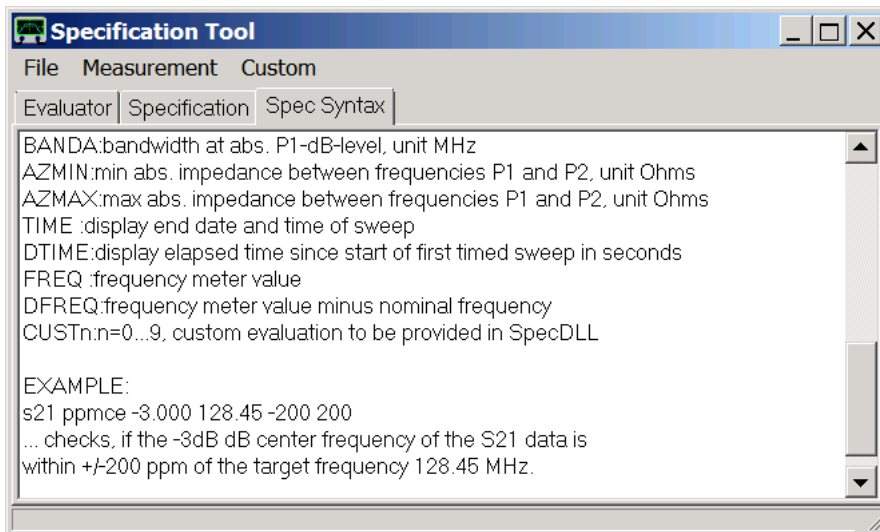 Specification Tool
File Measurement Custom
Evaluator Specification Spec Syntax
BANDA:bandwidth at abs. P1-dB-level, unit MHz
AZMIN:min abs. impedance between frequencies P1 and P2, unit Ohms
AZMAX:max abs. impedance between frequencies P1 and P2, unit Ohms
TIME :display end date and time of sweep
DTIME:display elapsed time since start of first timed sweep in seconds
FREQ :frequency meter value
DFREQ:frequency meter value minus nominal frequency
CUSTn:n=0...9, custom evaluation to be provided in SpecDLL
EXAMPLE:
s21 ppmce -3.000 128.45 -200 200
... checks, if the -3dB dB center frequency of the S21 data is
within +/-200 ppm of the target frequency 128.45 MHz.